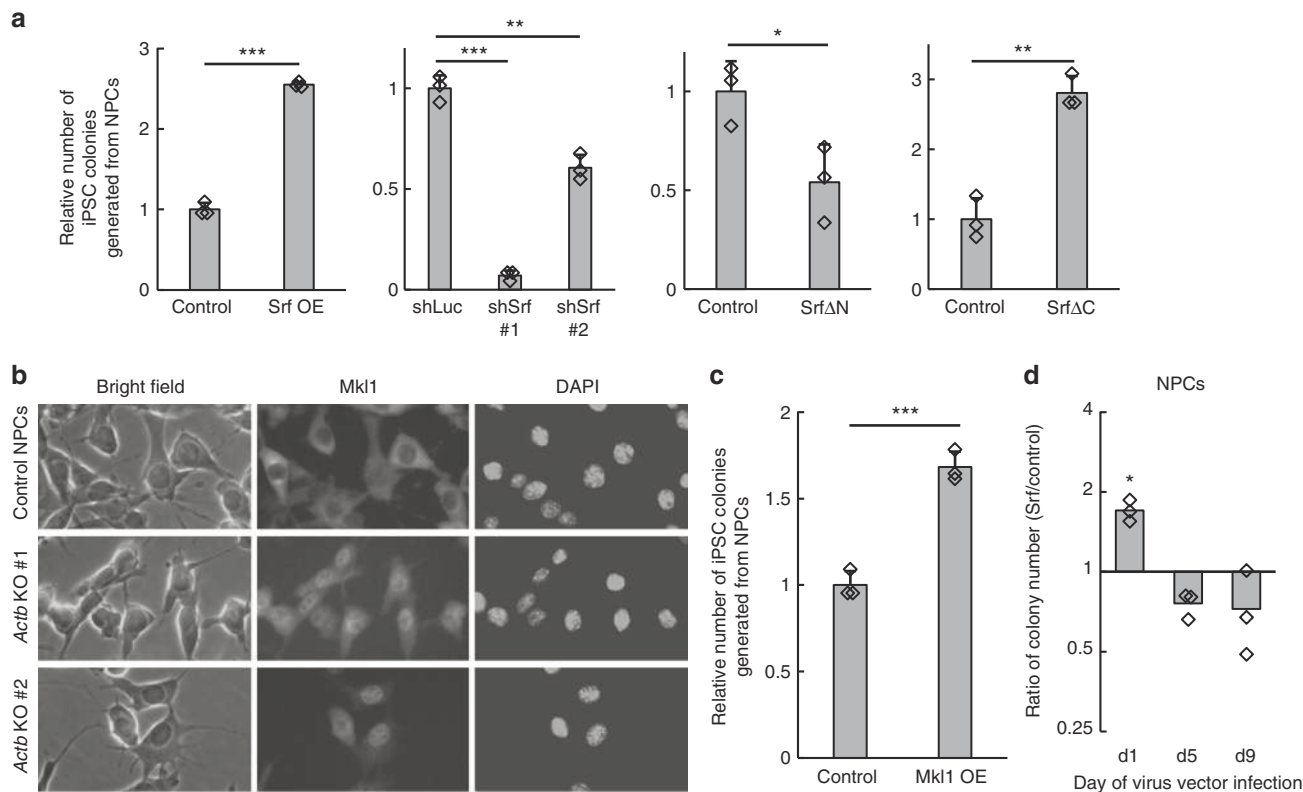 a
Relative number of
iPSC colonies
generated from NPCs
3
2
1
0
***
Control
Srf OE
1
0.5
0
**
***
shLuc
shSrf
#1
shSrf
#2
1
0.5
0
*
Control
SrfΔN
3
2
1
0
**
Control
SrfΔC
b
Bright field
Mkl1
DAPI
Control NPCs
Actb KO #1
Actb KO #2
c
Relative number of iPSC colonies
generated from NPCs
2
1.5
1
0.5
0
***
Control
Mkl1 OE
d
NPCs
Ratio of colony number (Srf/control)
4
2
1
0.5
0.25
*
d1
d5
d9
Day of virus vector infection